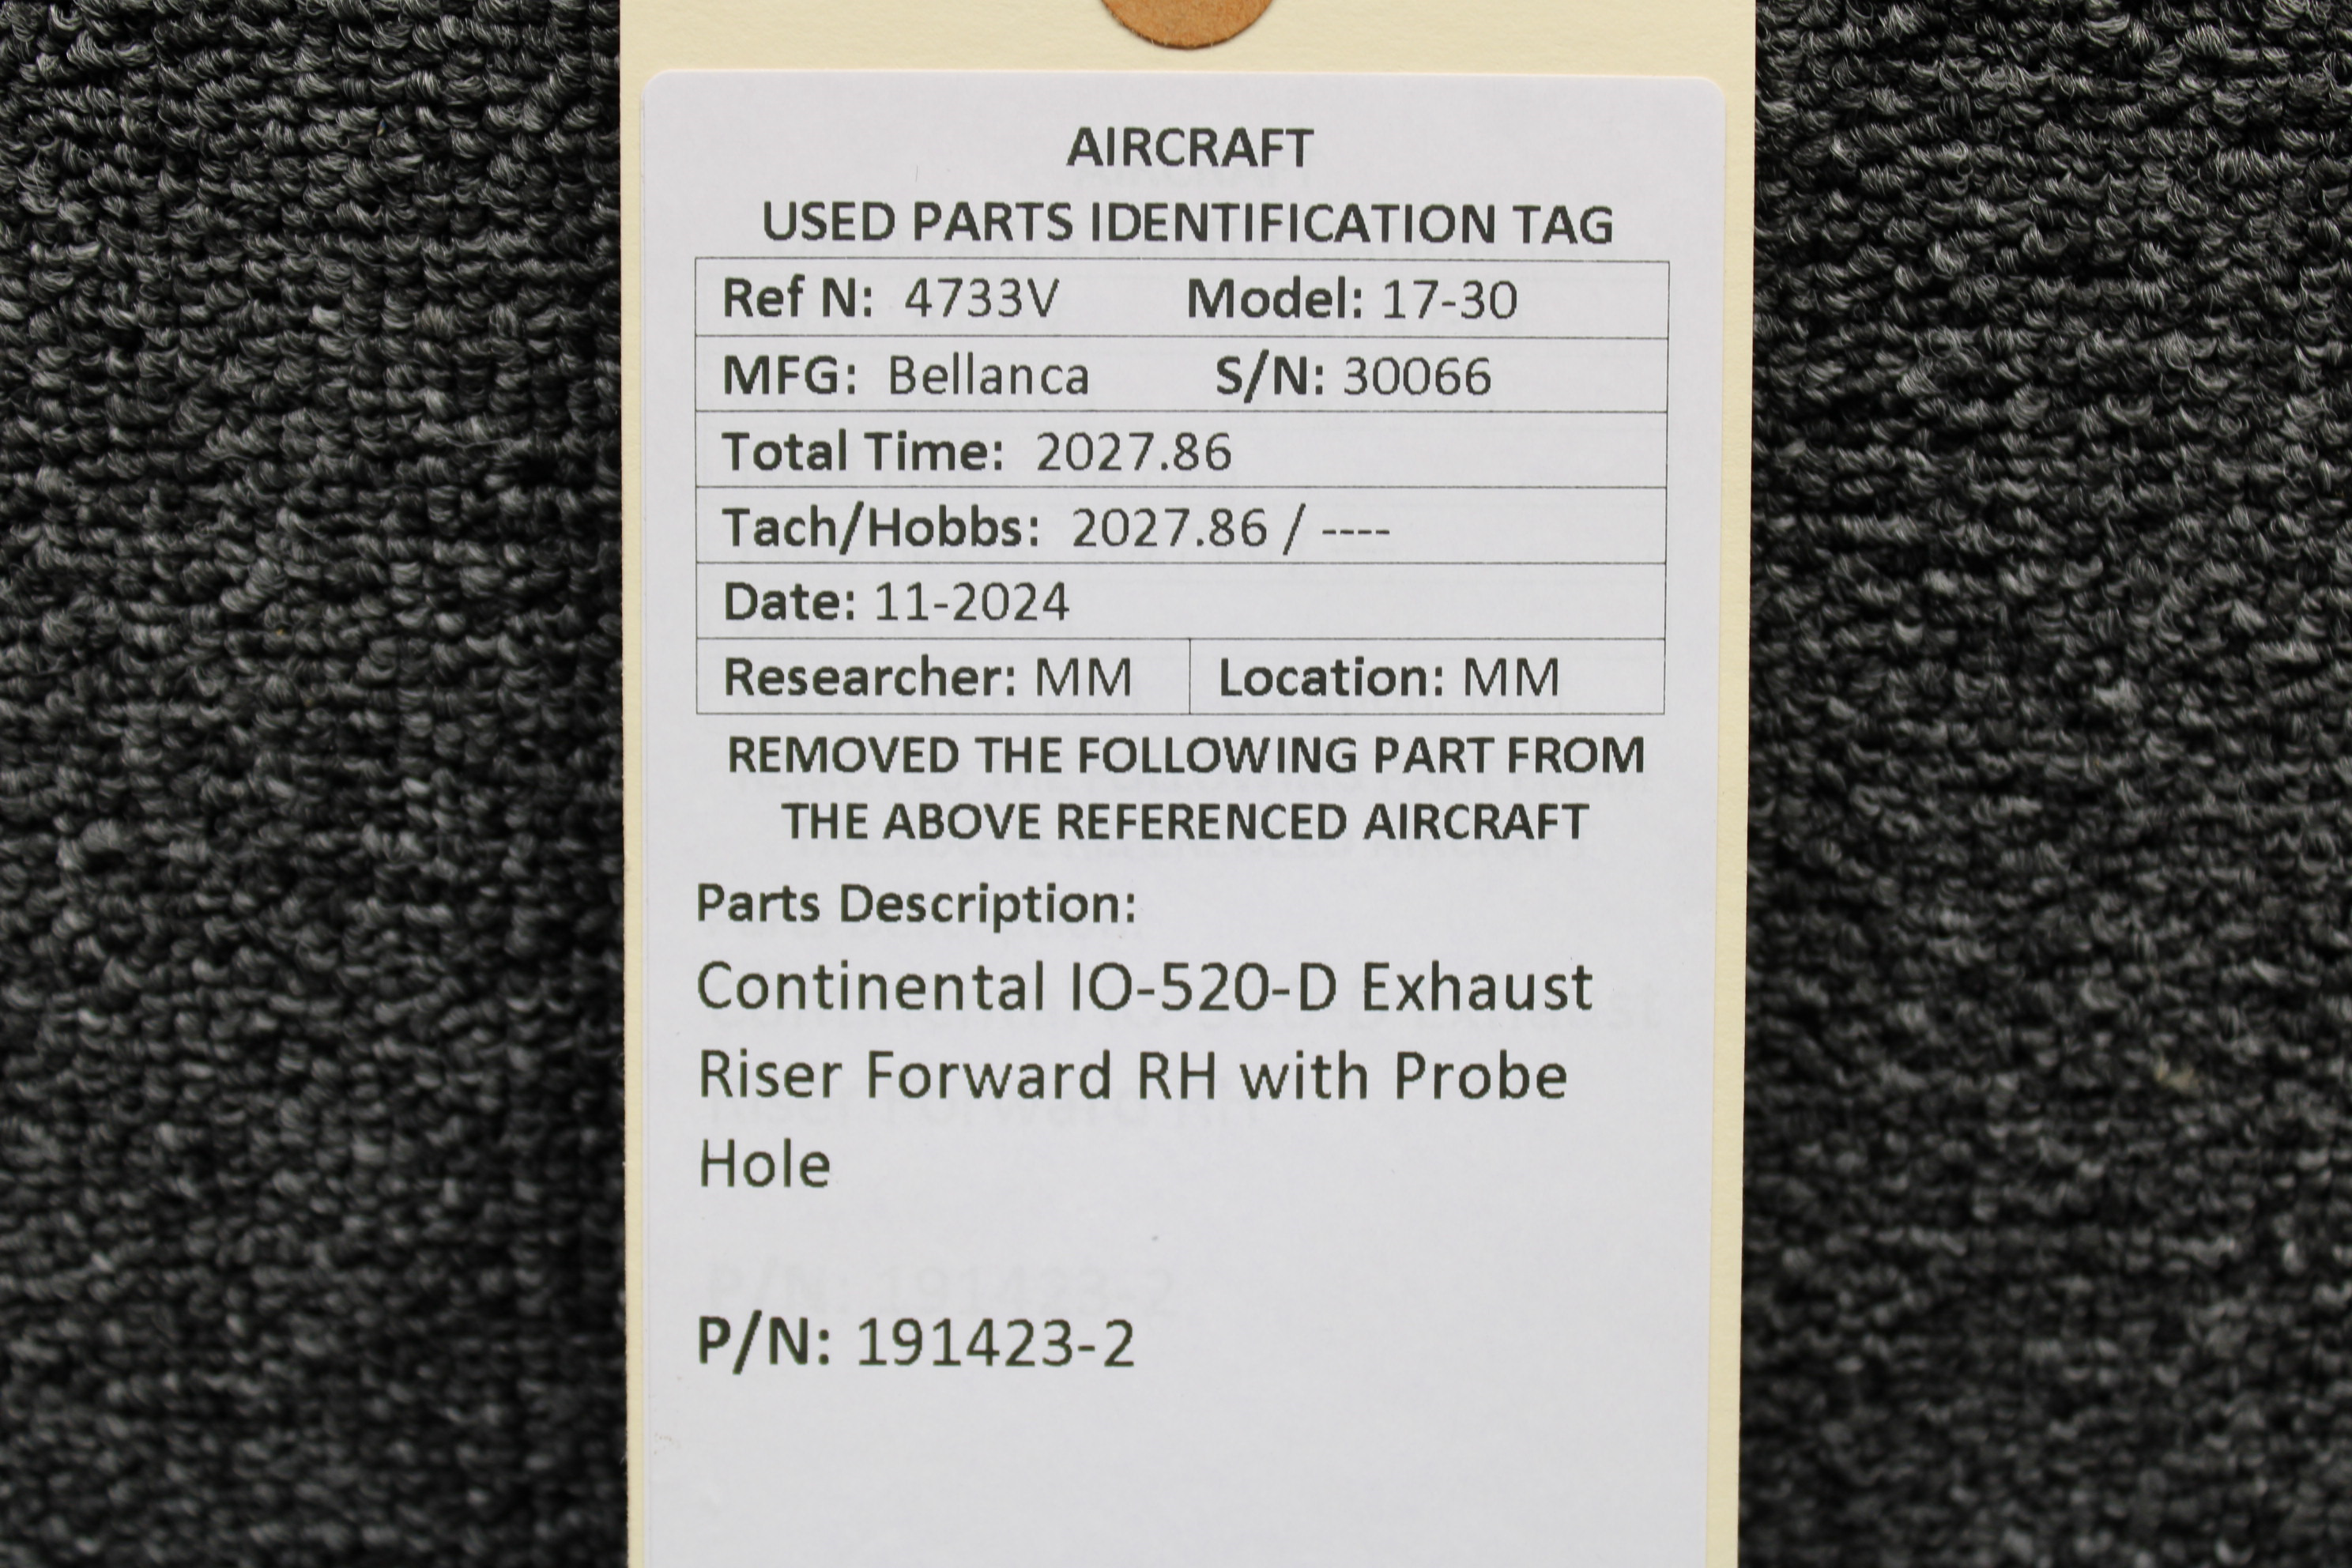 AIRCRAFT
USED PARTS IDENTIFICATION TAG
Ref N: 4733V Model: 17-30
MFG: Bellanca S/N: 30066
Total Time: 2027.86
Tach/Hobbs: 2027.86 / ----
Date: 11-2024
Researcher: MM Location: MM
REMOVED THE FOLLOWING PART FROM
THE ABOVE REFERENCED AIRCRAFT
Parts Description:
Continental IO-520-D Exhaust
Riser Forward RH with Probe
Hole
P/N: 191423-2